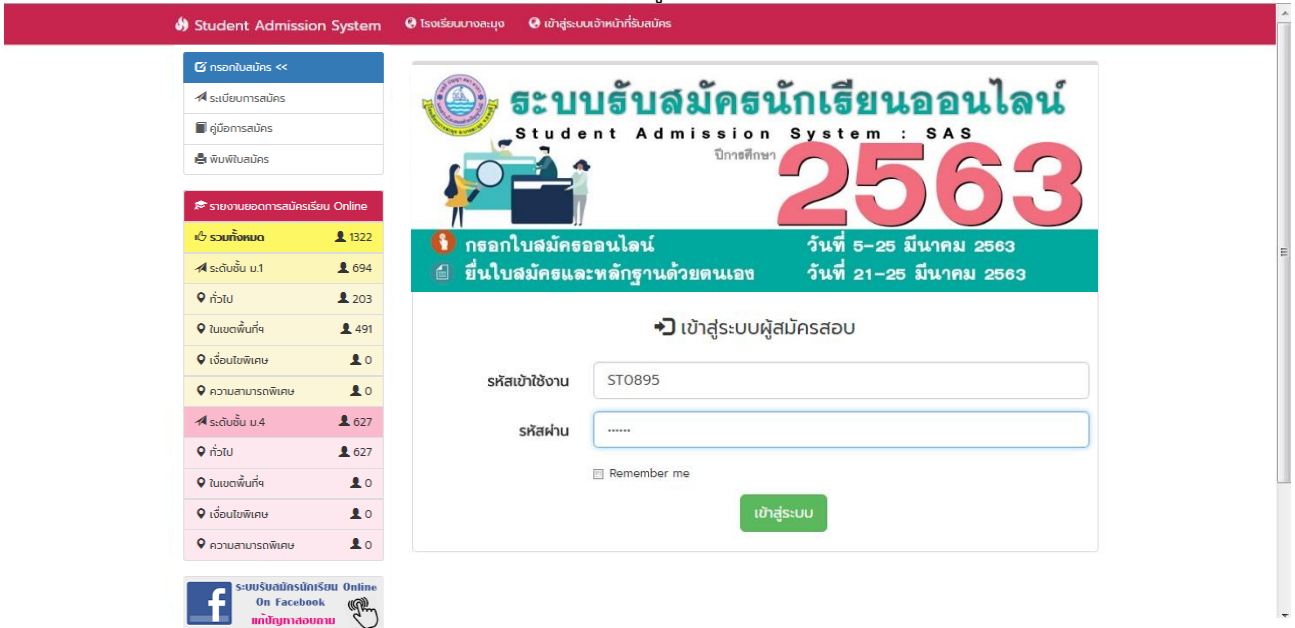 Student Admission System
โรงเรียนบางละมุง
เข้าสู่ระบบเจ้าหน้าที่รับสมัคร
กรอกใบสมัคร <<
ระเบียบการสมัคร
คู่มือการสมัคร
พิมพ์ใบสมัคร
รายงานยอดการสมัครเรียน Online
รวมทั้งหมด 1322
ระดับชั้น ม.1 694
ทั่วไป 203
ในเขตพื้นที่ฯ 491
เงื่อนไขพิเศษ 0
ความสามารถพิเศษ 0
ระดับชั้น ม.4 627
ทั่วไป 627
ในเขตพื้นที่ฯ 0
เงื่อนไขพิเศษ 0
ความสามารถพิเศษ 0
ระบบรับสมัครนักเรียน Online
On Facebook
แก้ปัญหาสอบถาม
ระบบรับสมัครนักเรียนออนไลน์
Student Admission System : SAS
ปีการศึกษา
2563
กรอกใบสมัครออนไลน์ วันที่ 5-25 มีนาคม 2563
ยื่นใบสมัครและหลักฐานด้วยตนเอง วันที่ 21-25 มีนาคม 2563
เข้าสู่ระบบผู้สมัครสอบ
รหัสเข้าใช้งาน STO895
รหัสผ่าน ······
Remember me
เข้าสู่ระบบ